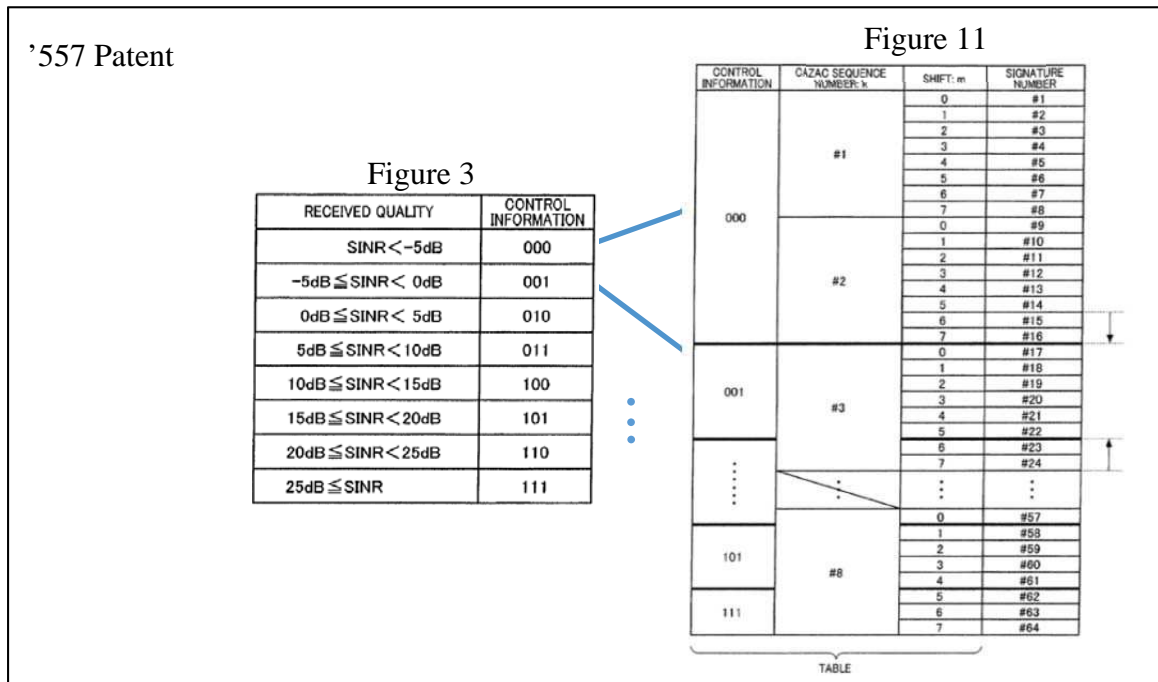 ’557 Patent
Figure 3
RECEIVED QUALITY CONTROL INFORMATION
SINR<-5dB 000
-5dB≦SINR< 0dB 001
0dB≦SINR< 5dB 010
5dB≦SINR<10dB 011
10dB≦SINR<15dB 100
15dB≦SINR<20dB 101
20dB≦SINR<25dB 110
25dB≦SINR 111
Figure 11
CONTROL INFORMATION CAZAC SEQUENCE NUMBER: k SHIFT: m SIGNATURE NUMBER
000 #1 0 #1
1 #2
2 #3
3 #4
4 #5
5 #6
6 #7
7 #8
#2 0 #9
1 #10
2 #11
3 #12
4 #13
5 #14
6 #15
7 #16
001 #3 0 #17
1 #18
2 #19
3 #20
4 #21
5 #22
6 #23
7 #24
0 #57
101 #8 1 #58
2 #59
3 #60
4 #61
111 5 #62
6 #63
7 #64
TABLE